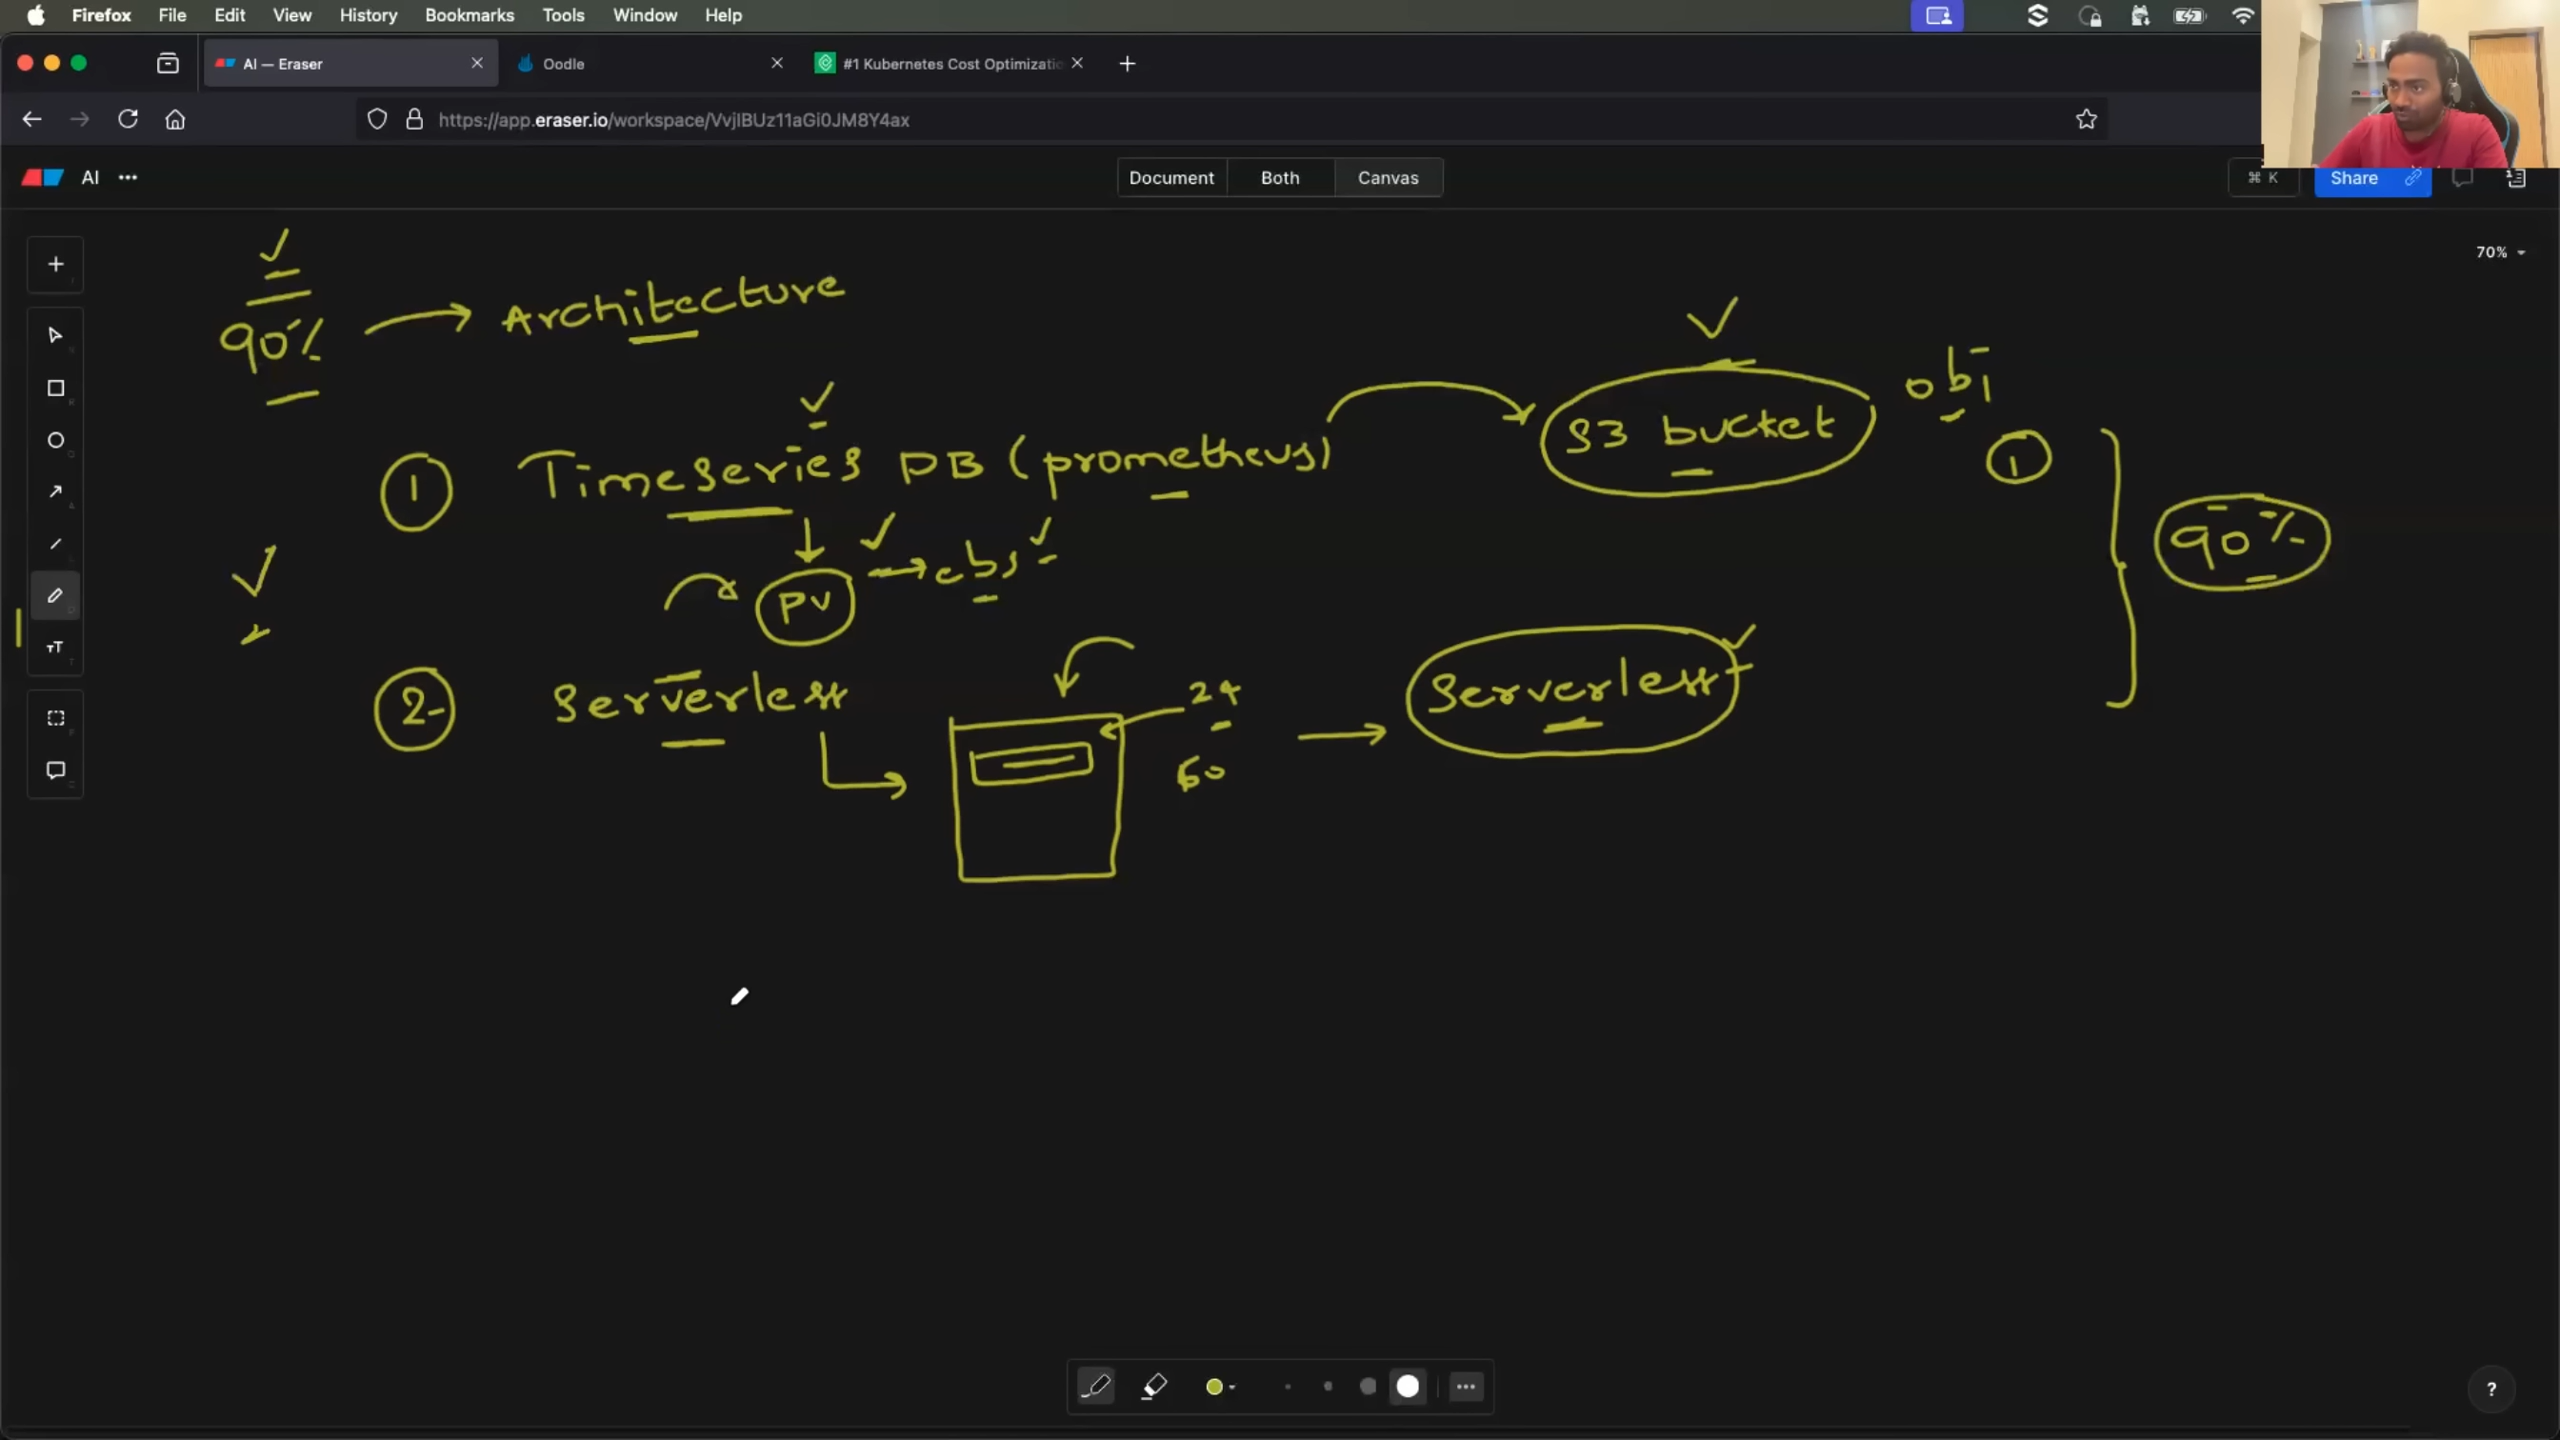 Firefox File Edit View History Bookmarks Tools Window Help
AI — Eraser
Oodle
#1 Kubernetes Cost Optimizatio
https://app.eraser.io/workspace/VvjIBUz11aGi0JM8Y4ax
AI
Document Both Canvas
⌘ K
Share
70%
90% → Architecture
1 Timeseries DB (prometheus)
S3 bucket
obj
1
90%
PV → ebs
2 Serverless
24
60
→ Serverless
тT
?